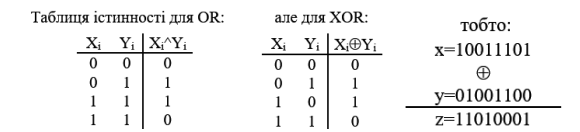 Таблиця істинності для OR:
Xi Yi Xi^Yi
0 0 0
0 1 1
1 1 1
1 1 0
але для XOR:
Xi Yi Xi⊕Yi
0 0 0
0 1 1
1 0 1
1 1 0
тобто:
x=10011101
⊕
y=01001100
z=11010001